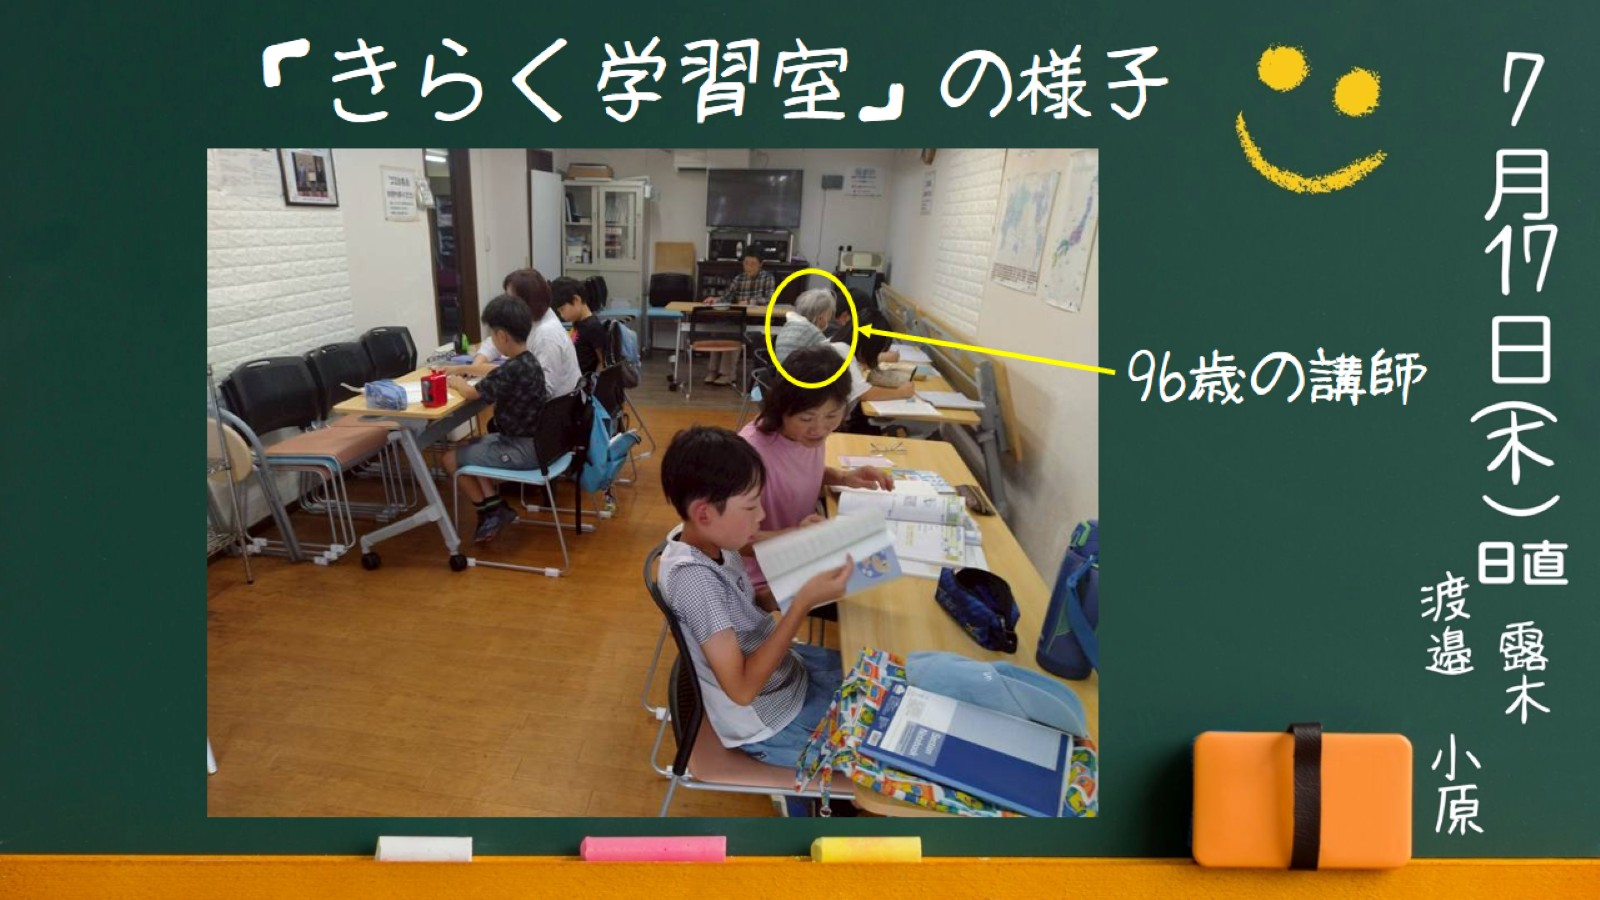 「きらく学習室」の様子
96歳の講師
7月17日(木)
日直
露木
渡邉
小原